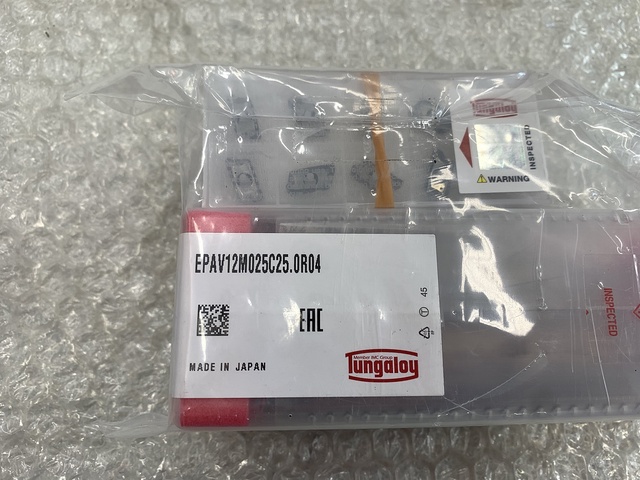 Tungaloy
INSPECTED
WARNING
EPAV12M025C25.0R04
EAC
45
T
MADE IN JAPAN
Member IMC Group
Tungaloy
INSPECTED